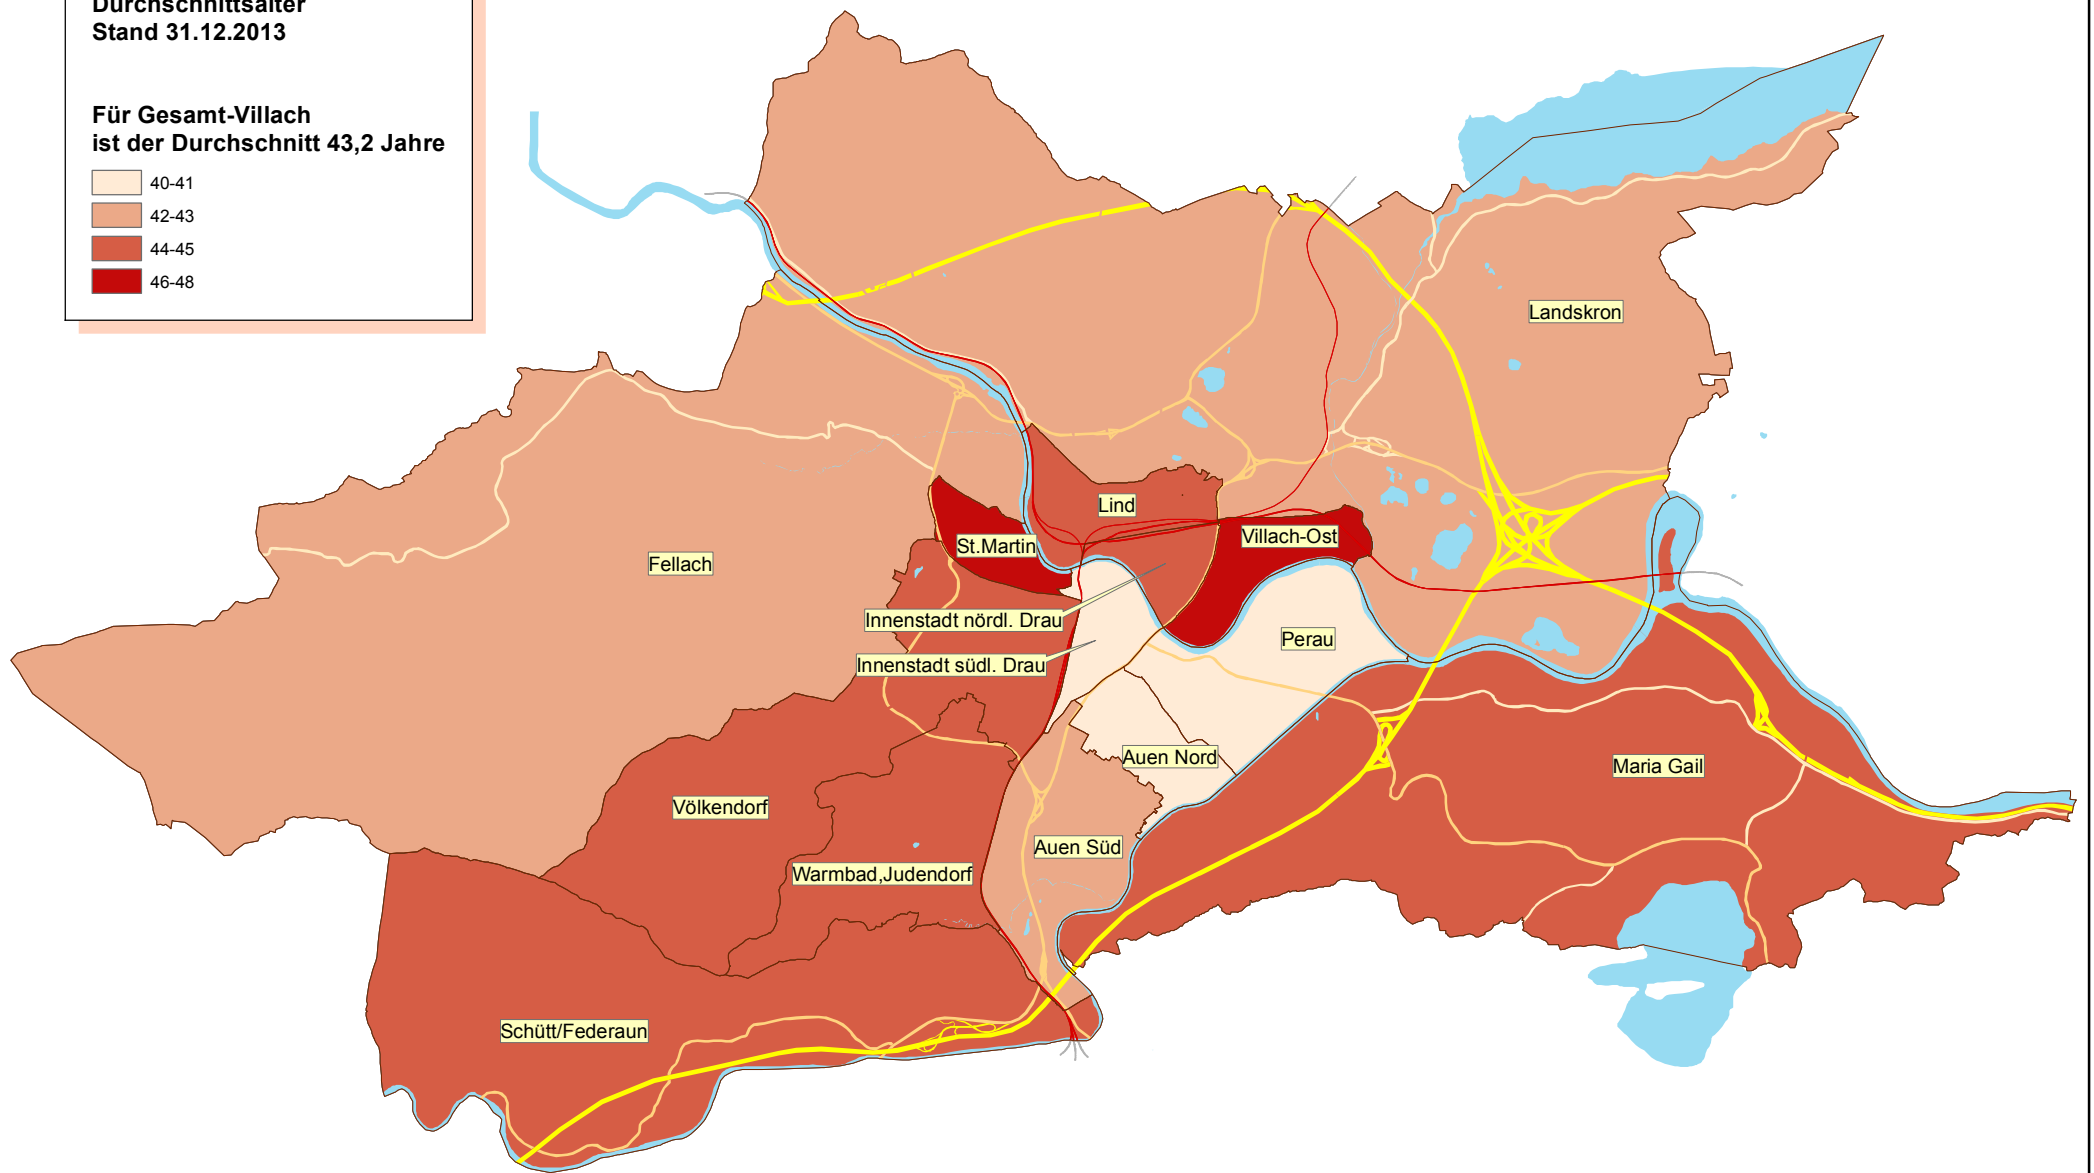 Durchschnittsalter
Stand 31.12.2013
Für Gesamt-Villach
ist der Durchschnitt 43,2 Jahre
40-41
42-43
44-45
46-48
Landskron
Lind
Villach-Ost
St.Martin
Fellach
Innenstadt nördl. Drau
Perau
Innenstadt südl. Drau
Auen Nord
Maria Gail
Völkendorf
Auen Süd
Warmbad,Judendorf
Schütt/Federaun